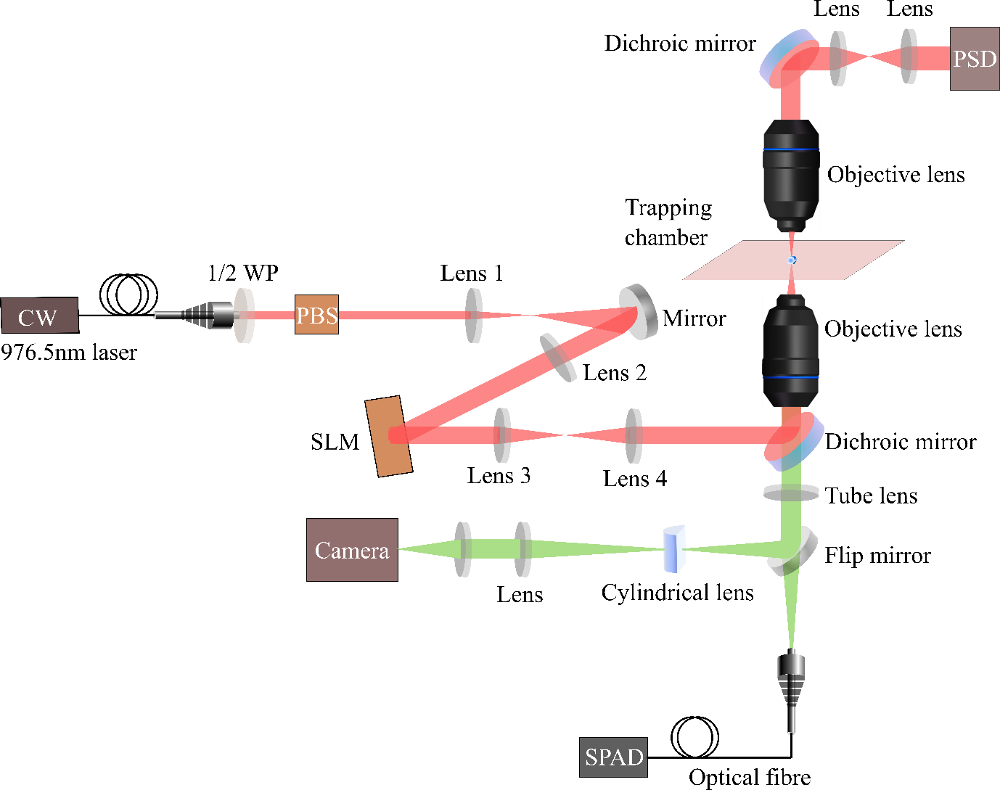 Lens
Lens
Dichroic mirror
PSD
Objective lens
Trapping
chamber
1/2 WP
Lens 1
CW
PBS
Mirror
Objective lens
976.5nm laser
Lens 2
SLM
Dichroic mirror
Lens 3
Lens 4
Tube lens
Camera
Flip mirror
Lens
Cylindrical lens
SPAD
Optical fibre